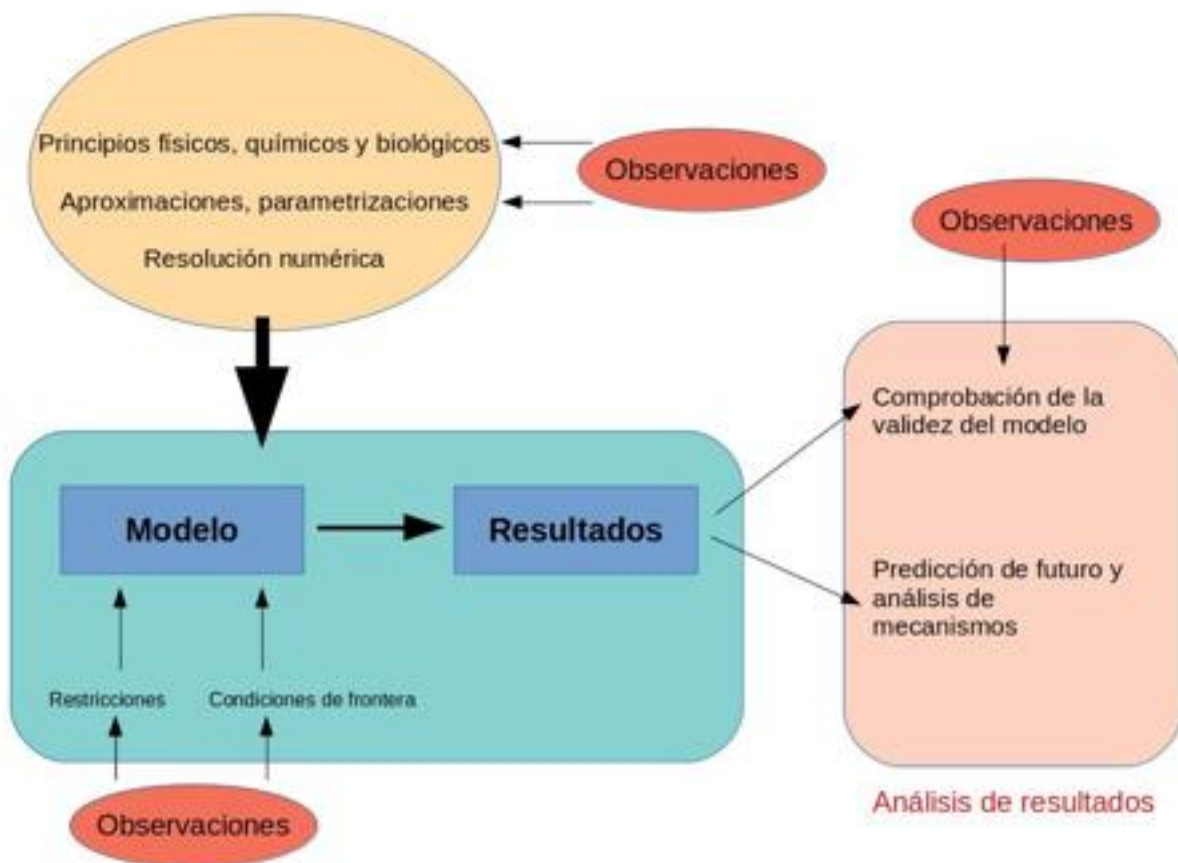 Principios físicos, químicos y biológicos
Aproximaciones, parametrizaciones
Resolución numérica
Observaciones
Observaciones
Modelo
Resultados
Restricciones
Condiciones de frontera
Observaciones
Comprobación de la
validez del modelo
Predicción de futuro y
análisis de
mecanismos
Análisis de resultados